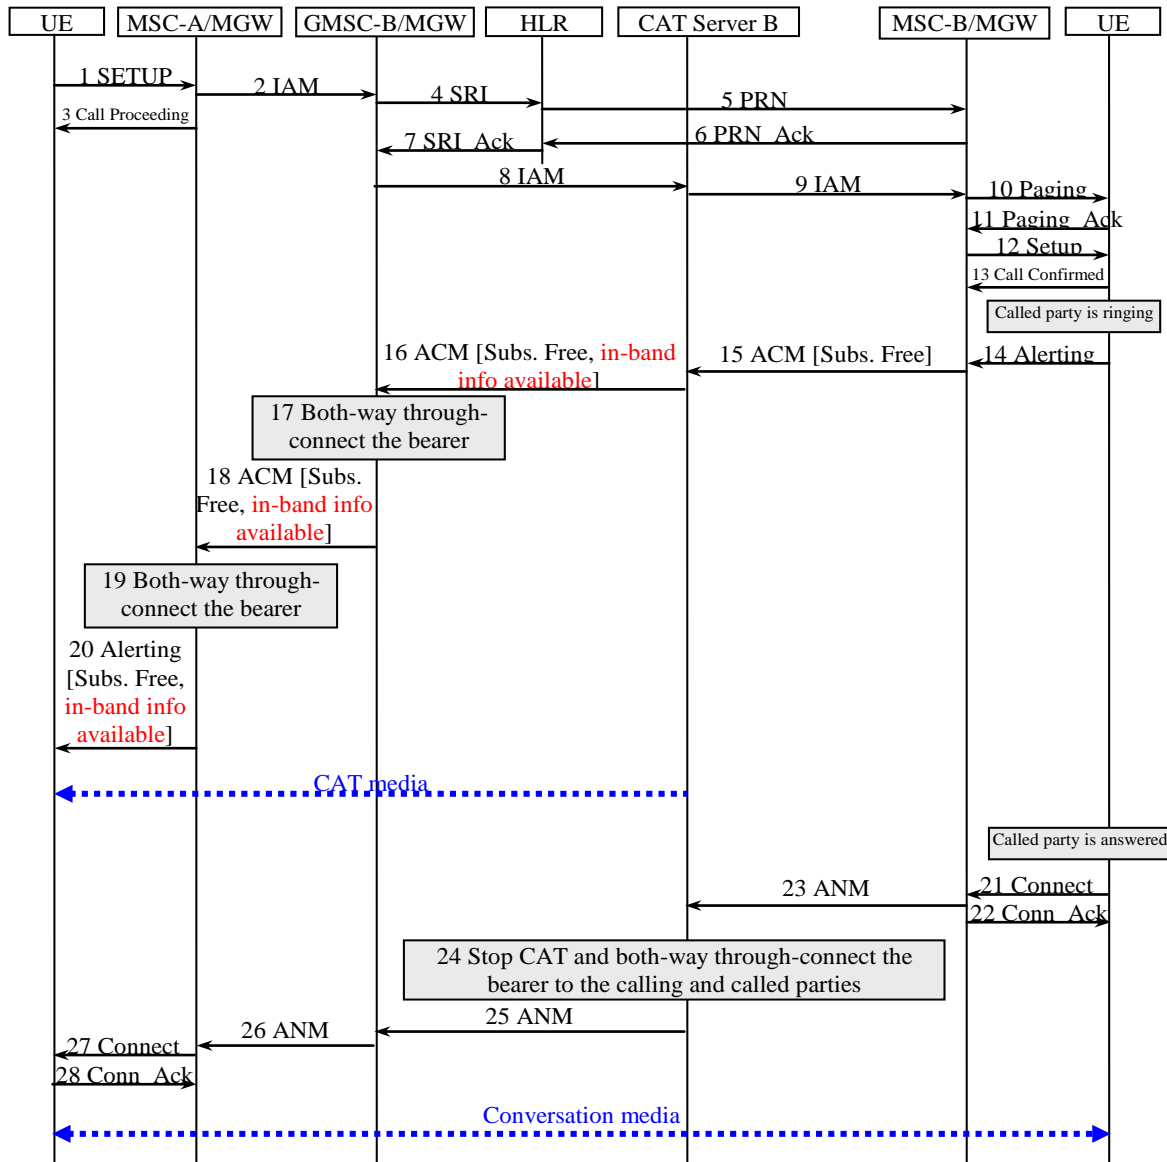 UE
MSC-A/MGW
GMSC-B/MGW
HLR
CAT Server B
MSC-B/MGW
UE
1 SETUP
2 IAM
3 Call Proceeding
4 SRI
5 PRN
6 PRN_Ack
7 SRI_Ack
8 IAM
9 IAM
10 Paging
11 Paging_Ack
12 Setup
13 Call Confirmed
Called party is ringing
14 Alerting
15 ACM [Subs. Free]
16 ACM [Subs. Free, in-band
info available]
17 Both-way through-
connect the bearer
18 ACM [Subs.
Free, in-band info
available]
19 Both-way through-
connect the bearer
20 Alerting
[Subs. Free,
in-band info
available]
CAT media
Called party is answered
21 Connect
22 Conn_Ack
23 ANM
24 Stop CAT and both-way through-connect the
bearer to the calling and called parties
25 ANM
26 ANM
27 Connect
28 Conn_Ack
Conversation media